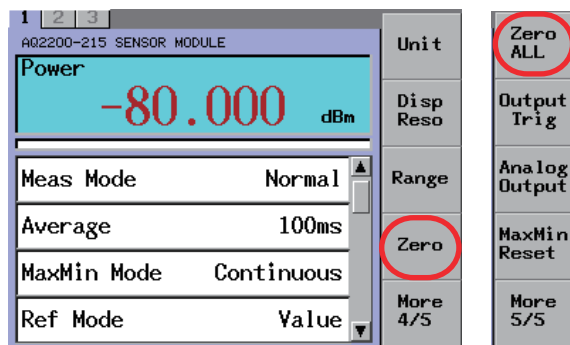 1 2 3
AQ2200-215 SENSOR MODULE
Power
-80.000 dBm
Meas Mode Normal
Average 100ms
MaxMin Mode Continuous
Ref Mode Value
Unit
Disp
Reso
Range
Zero
More
4/5
Zero
ALL
Output
Trig
Analog
Output
MaxMin
Reset
More
5/5